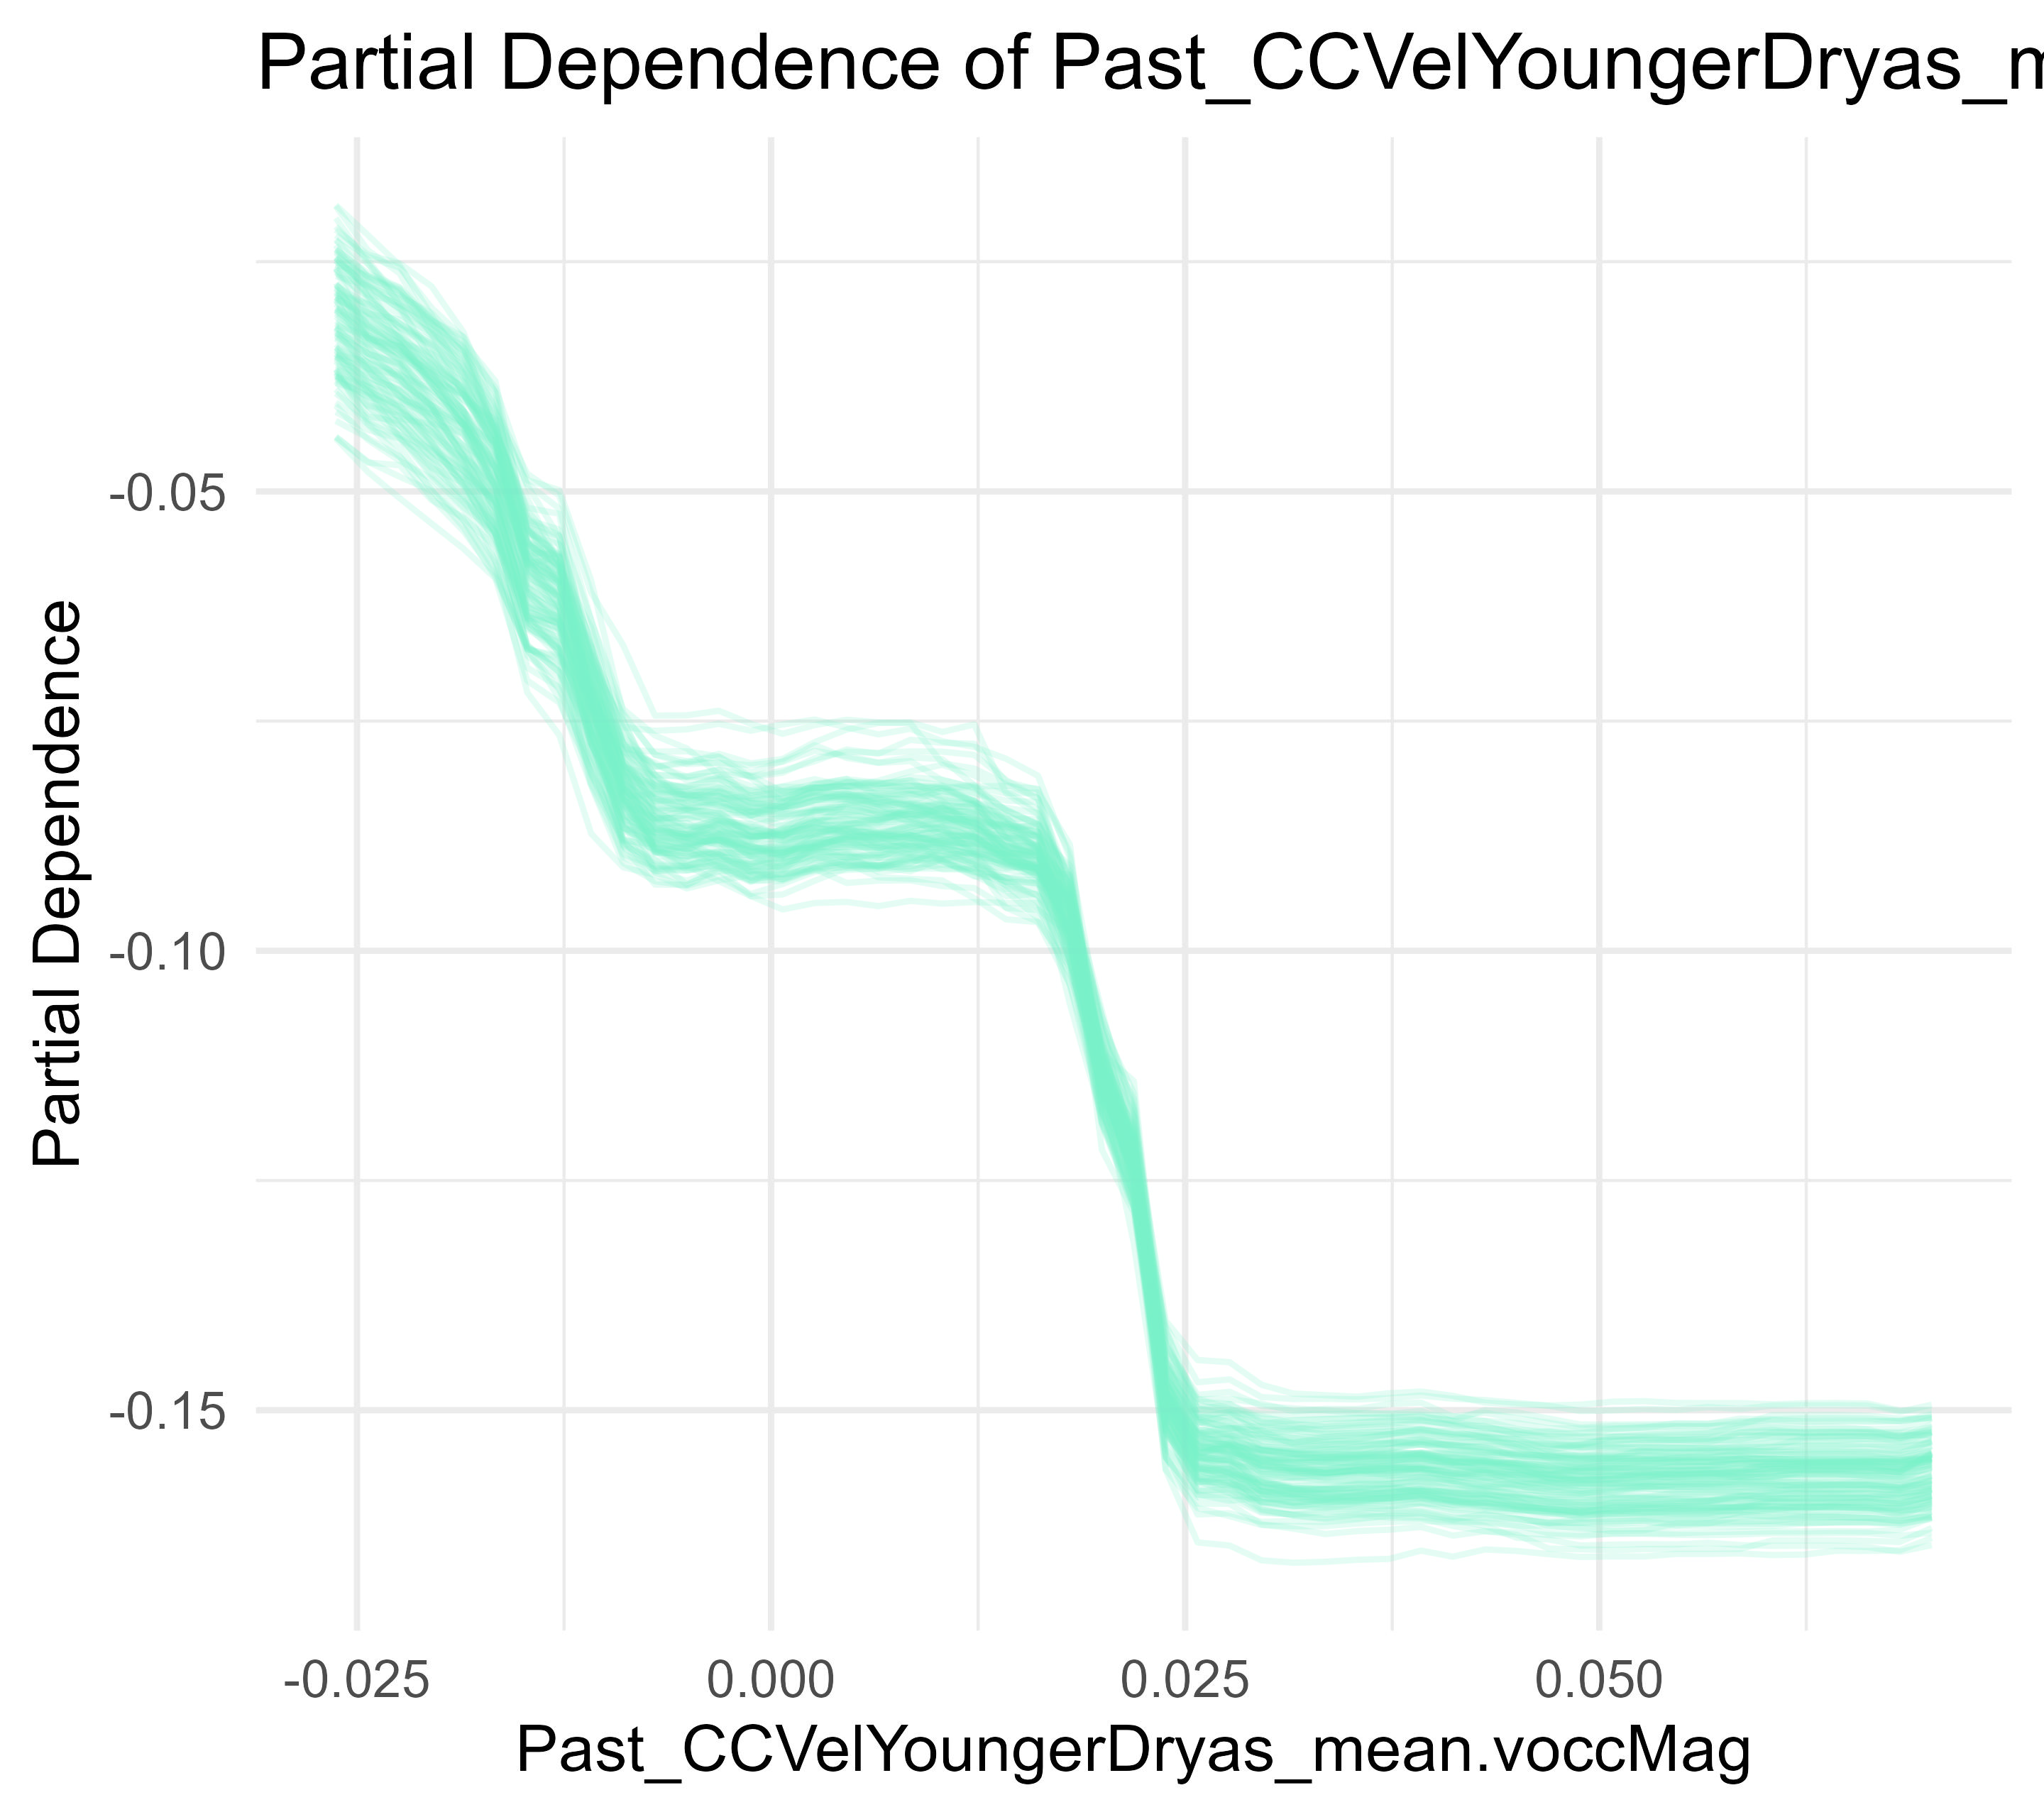 Partial Dependence of Past_CCVelYoungerDryas_m
Partial Dependence
-0.05
-0.10
-0.15
-0.025 0.000 0.025 0.050
Past_CCVelYoungerDryas_mean.voccMag